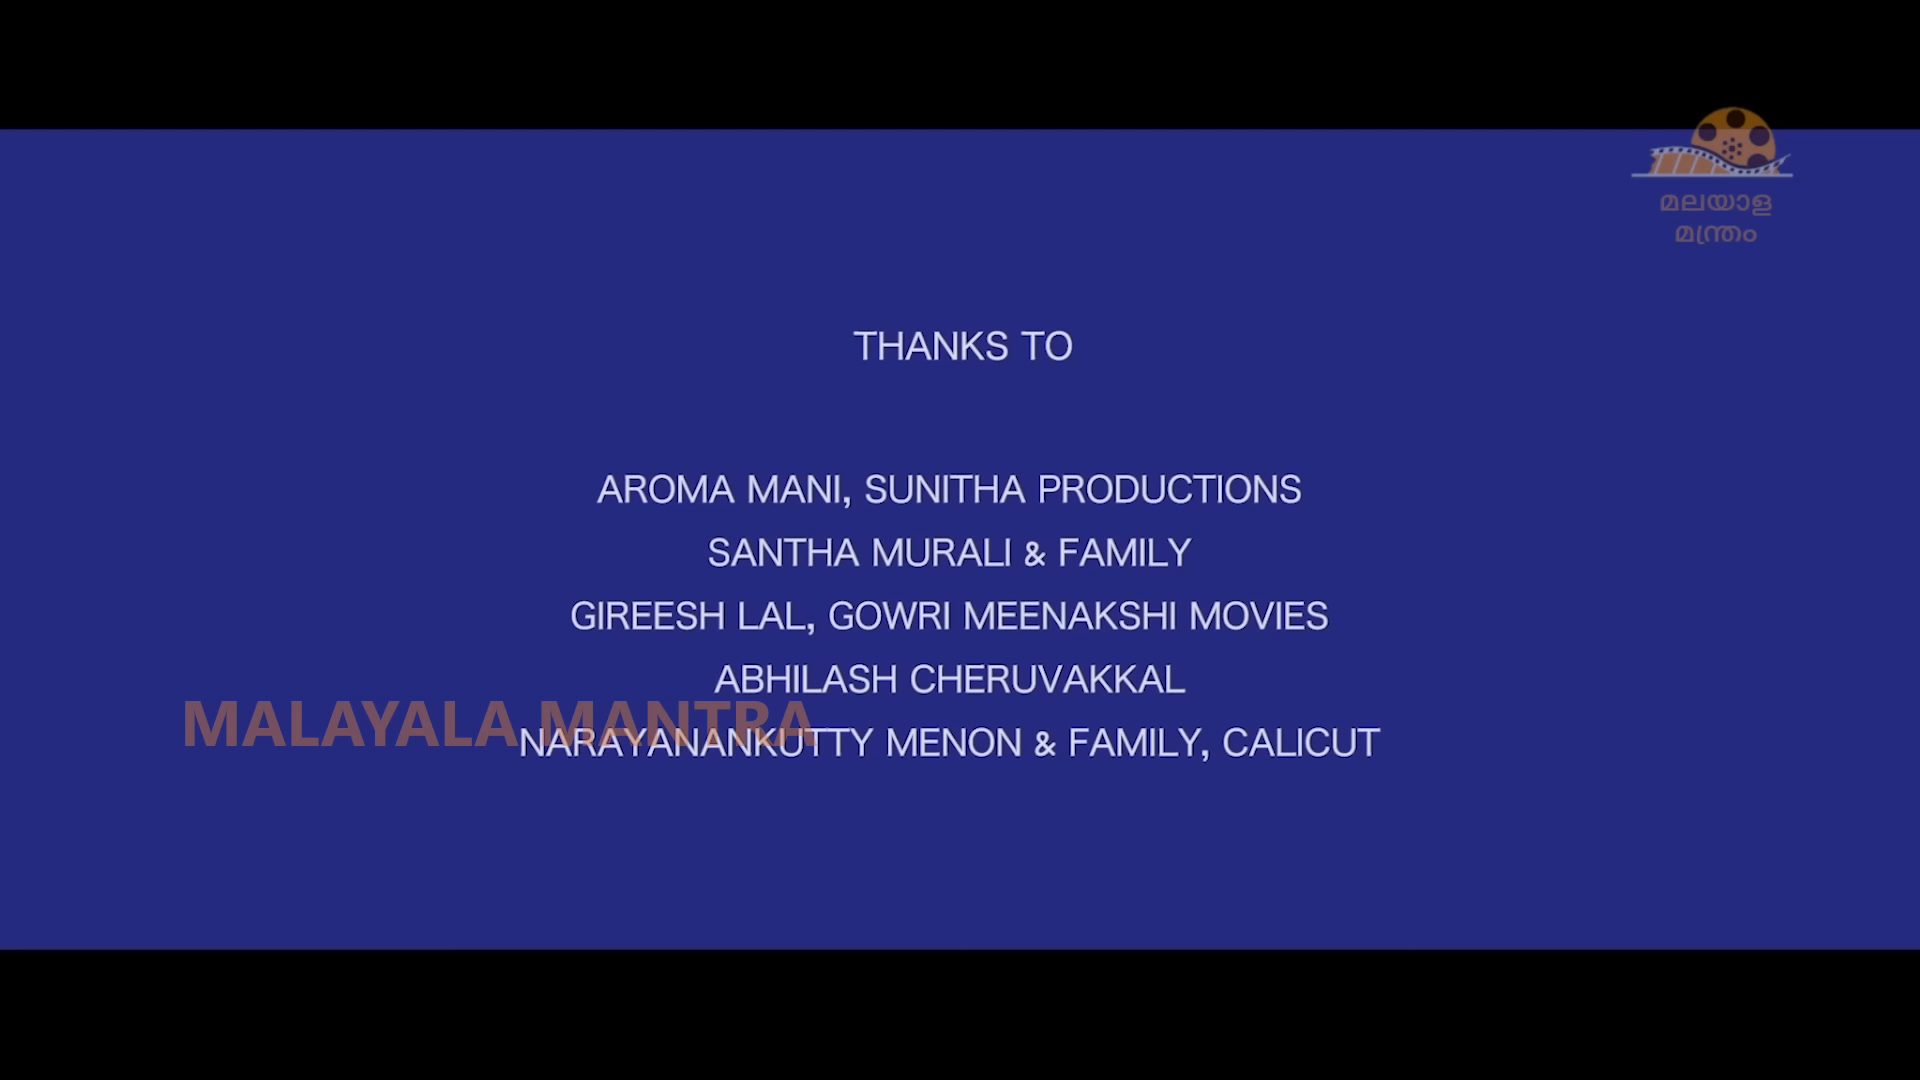 മലയാള
മന്ത്രം
THANKS TO
AROMA MANI, SUNITHA PRODUCTIONS
SANTHA MURALI & FAMILY
GIREESH LAL, GOWRI MEENAKSHI MOVIES
ABHILASH CHERUVAKKAL
MALAYALA MANTRA
NARAYANANKUTTY MENON & FAMILY, CALICUT